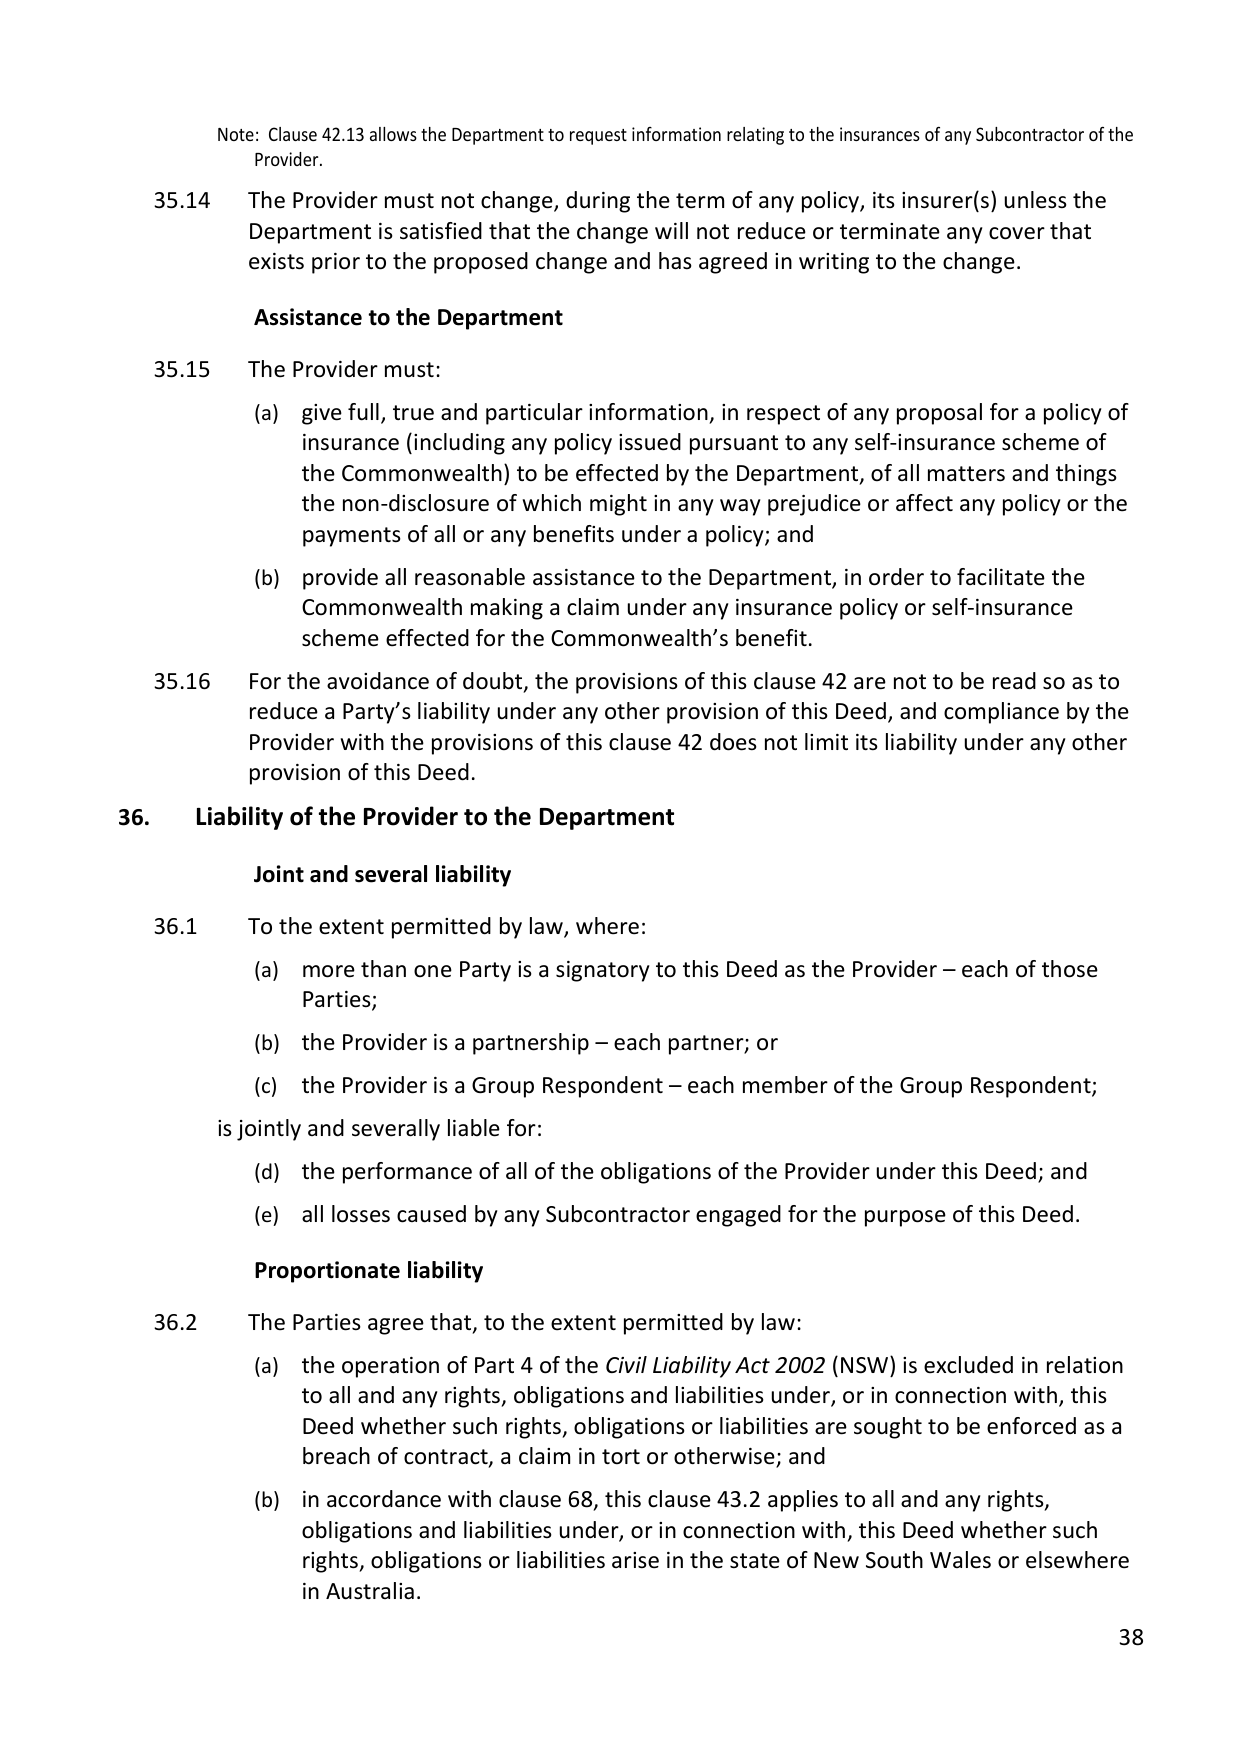 Note:  Clause 42.13 allows the Department to request information relating to the insurances of any Subcontractor of the
Provider.
35.14 The Provider must not change, during the term of any policy, its insurer(s) unless the
Department is satisfied that the change will not reduce or terminate any cover that
exists prior to the proposed change and has agreed in writing to the change.
Assistance to the Department
35.15 The Provider must:
(a) give full, true and particular information, in respect of any proposal for a policy of
insurance (including any policy issued pursuant to any self-insurance scheme of
the Commonwealth) to be effected by the Department, of all matters and things
the non-disclosure of which might in any way prejudice or affect any policy or the
payments of all or any benefits under a policy; and
(b) provide all reasonable assistance to the Department, in order to facilitate the
Commonwealth making a claim under any insurance policy or self-insurance
scheme effected for the Commonwealth’s benefit.
35.16 For the avoidance of doubt, the provisions of this clause 42 are not to be read so as to
reduce a Party’s liability under any other provision of this Deed, and compliance by the
Provider with the provisions of this clause 42 does not limit its liability under any other
provision of this Deed.
36. Liability of the Provider to the Department
Joint and several liability
36.1 To the extent permitted by law, where:
(a) more than one Party is a signatory to this Deed as the Provider – each of those
Parties;
(b) the Provider is a partnership – each partner; or
(c) the Provider is a Group Respondent – each member of the Group Respondent;
is jointly and severally liable for:
(d) the performance of all of the obligations of the Provider under this Deed; and
(e) all losses caused by any Subcontractor engaged for the purpose of this Deed.
Proportionate liability
36.2 The Parties agree that, to the extent permitted by law:
(a) the operation of Part 4 of the Civil Liability Act 2002 (NSW) is excluded in relation
to all and any rights, obligations and liabilities under, or in connection with, this
Deed whether such rights, obligations or liabilities are sought to be enforced as a
breach of contract, a claim in tort or otherwise; and
(b) in accordance with clause 68, this clause 43.2 applies to all and any rights,
obligations and liabilities under, or in connection with, this Deed whether such
rights, obligations or liabilities arise in the state of New South Wales or elsewhere
in Australia.
38